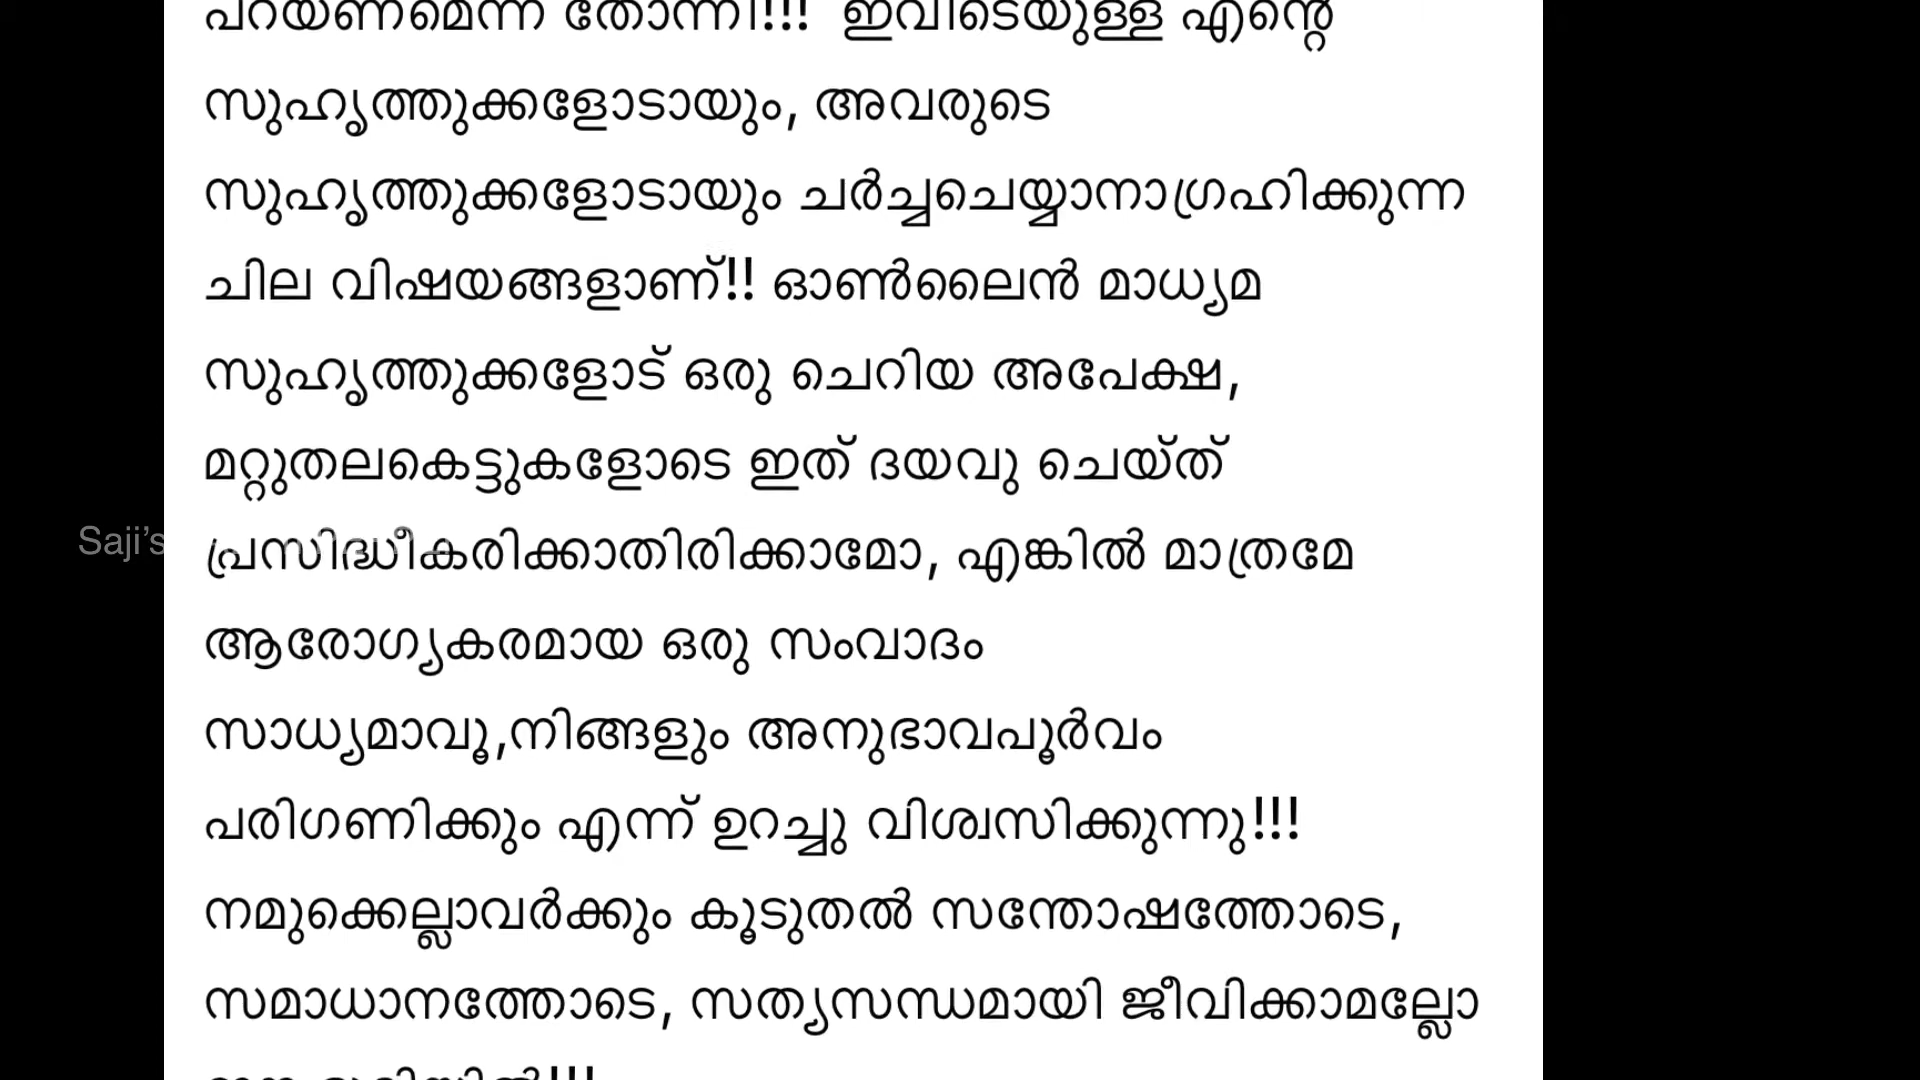 പറയണമെന്ന് തോന്നി!!! ഇവിടെയുള്ള എന്റെ
സുഹൃത്തുക്കളോടായും, അവരുടെ
സുഹൃത്തുക്കളോടായും ചർച്ചചെയ്യാനാഗ്രഹിക്കുന്ന
ചില വിഷയങ്ങളാണ്!! ഓൺലൈൻ മാധ്യമ
സുഹൃത്തുക്കളോട് ഒരു ചെറിയ അപേക്ഷ,
മറ്റുതലകെട്ടുകളോടെ ഇത് ദയവു ചെയ്ത്
Saji's
പ്രസിദ്ധീകരിക്കാതിരിക്കാമോ, എങ്കിൽ മാത്രമേ
ആരോഗ്യകരമായ ഒരു സംവാദം
സാധ്യമാവൂ,നിങ്ങളും അനുഭാവപൂർവം
പരിഗണിക്കും എന്ന് ഉറച്ചു വിശ്വസിക്കുന്നു!!!
നമുക്കെല്ലാവർക്കും കൂടുതൽ സന്തോഷത്തോടെ,
സമാധാനത്തോടെ, സത്യസന്ധമായി ജീവിക്കാമല്ലോ